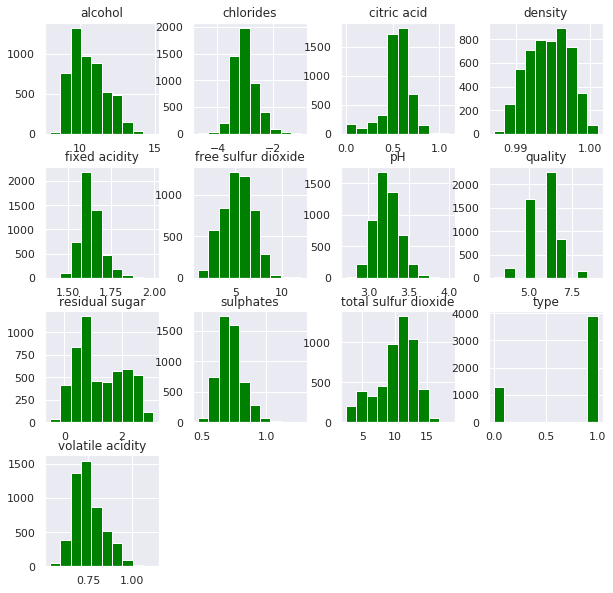 alcohol chlorides citric acid density
0 500 1000 10 15
0 500 1000 1500 2000 −4 −2
0 500 1000 1500 0.0 0.5 1.0
0 200 400 600 800 0.99 1.00
fixed acidity free sulfur dioxide pH quality
0 500 1000 1500 2000 1.50 1.75 2.00
0 500 1000 5 10
0 500 1000 1500 3.0 3.5 4.0
0 500 1000 1500 2000 5.0 7.5
residual sugar sulphates total sulfur dioxide type
0 250 500 750 1000 0 2
0 500 1000 1500 0.5 1.0
0 500 1000 5 10 15
0 1000 2000 3000 4000 0.0 0.5 1.0
volatile acidity
0 500 1000 1500 0.75 1.00